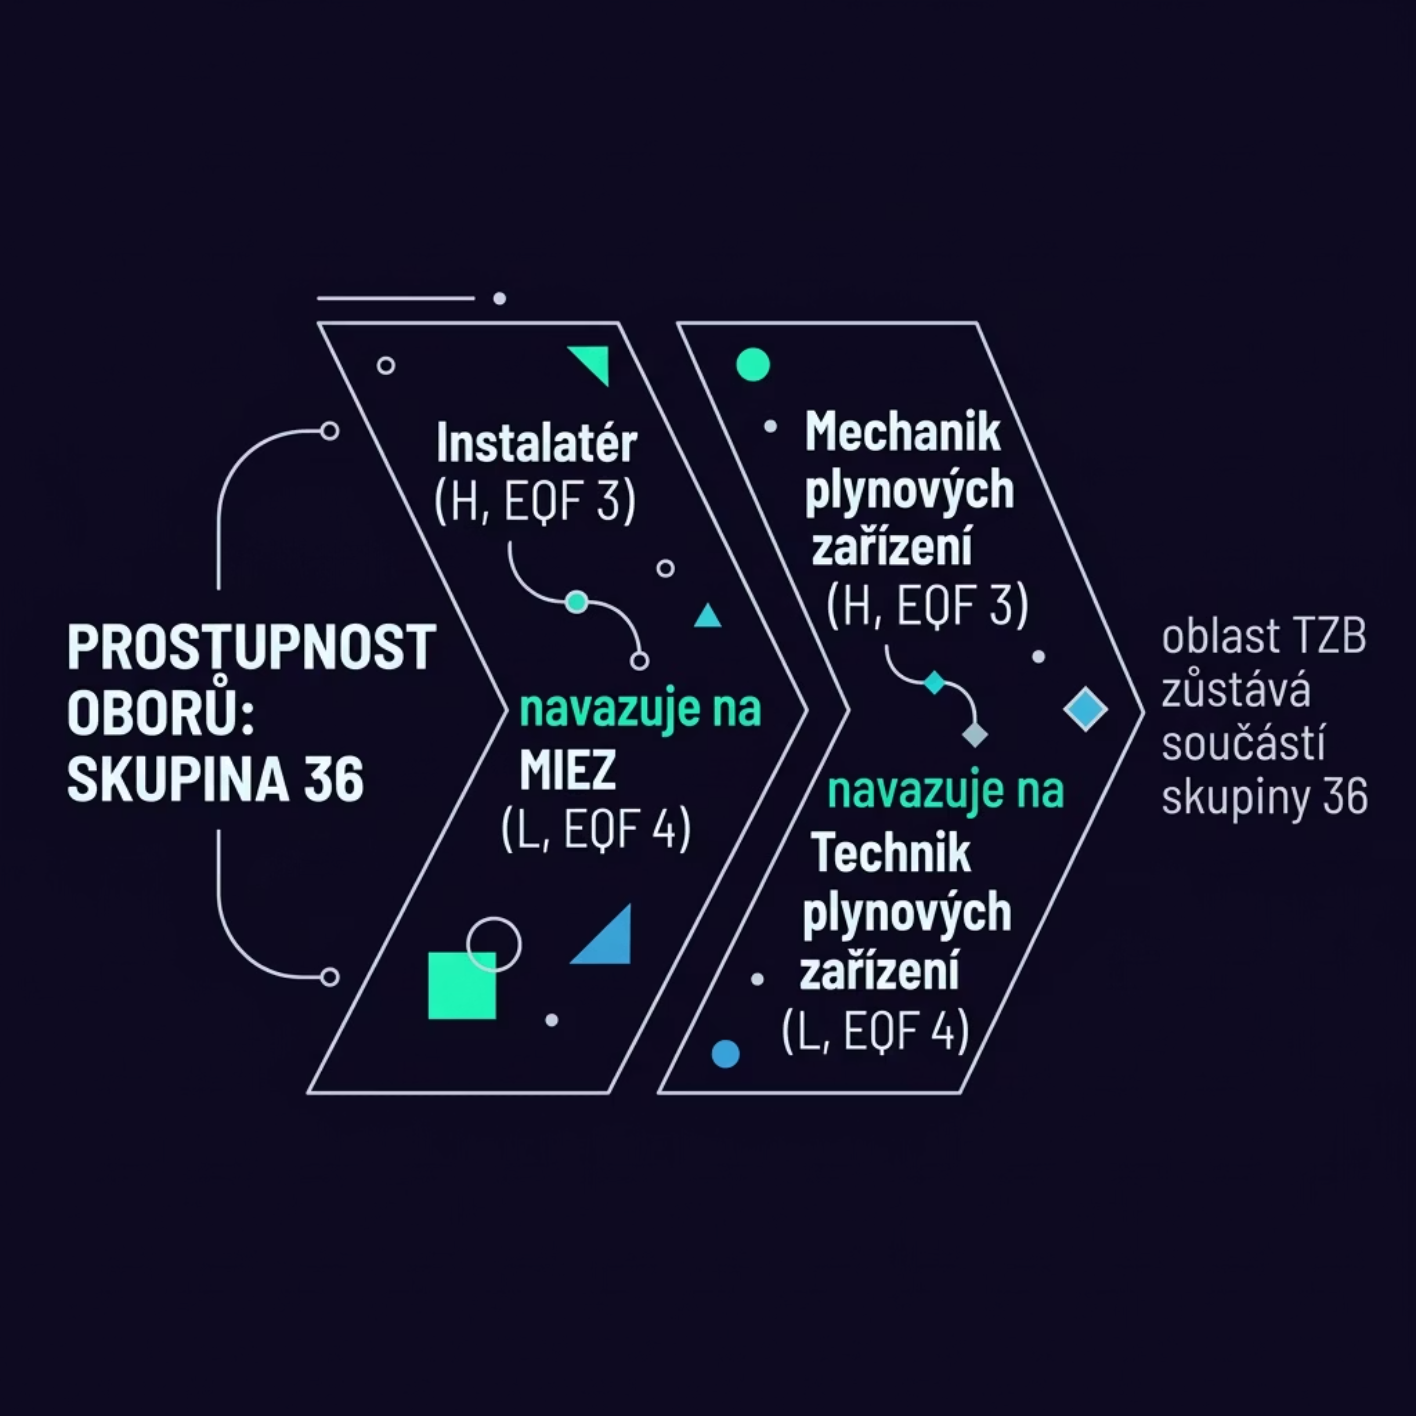 PROSTUPNOST
OBORŮ:
SKUPINA 36
Instalatér
(H, EQF 3)
navazuje na
MIEZ
(L, EQF 4)
Mechanik
plynových
zařízení
(H, EQF 3)
navazuje na
Technik
plynových
zařízení
(L, EQF 4)
oblast TZB
zůstává
součástí
skupiny 36